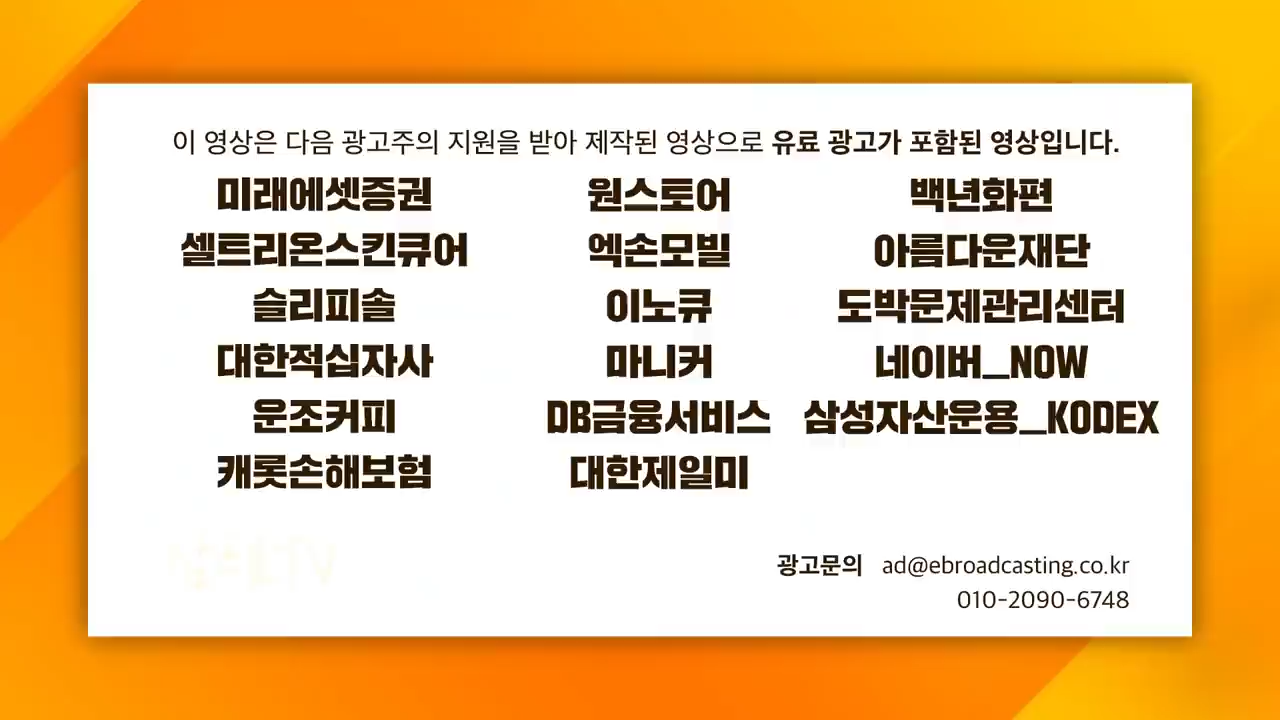 이 영상은 다음 광고주의 지원을 받아 제작된 영상으로 유료 광고가 포함된 영상입니다.
미래에셋증권 원스토어 백년화편
셀트리온스킨큐어 엑손모빌 아름다운재단
슬리피솔 이노큐 도박문제관리센터
대한적십자사 마니커 네이버_NOW
운조커피 DB금융서비스 삼성자산운용_KODEX
캐롯손해보험 대한제일미
광고문의 ad@ebroadcasting.co.kr
010-2090-6748